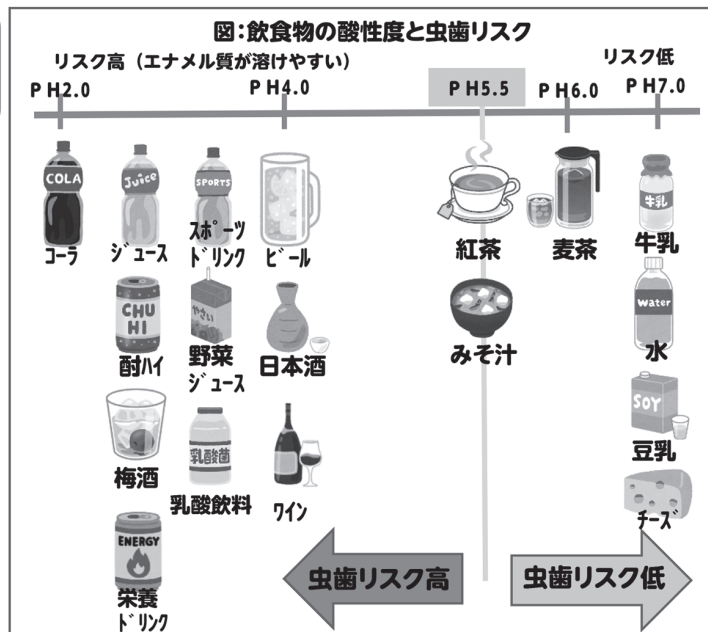 図:飲食物の酸性度と虫歯リスク
リスク高（エナメル質が溶けやすい）
リスク低
PH2.0
PH4.0
PH5.5
PH6.0
PH7.0
COLA
コーラ
Juice
ジュース
SPORTS
スポーツ
ドリンク
ビール
紅茶
麦茶
牛乳
牛乳
CHU
HI
酎ハイ
やさい
野菜
ジュース
日本酒
みそ汁
Water
水
梅酒
乳酸菌
乳酸飲料
ワイン
SOY
豆乳
チーズ
ENERGY
栄養
ドリンク
虫歯リスク高
虫歯リスク低